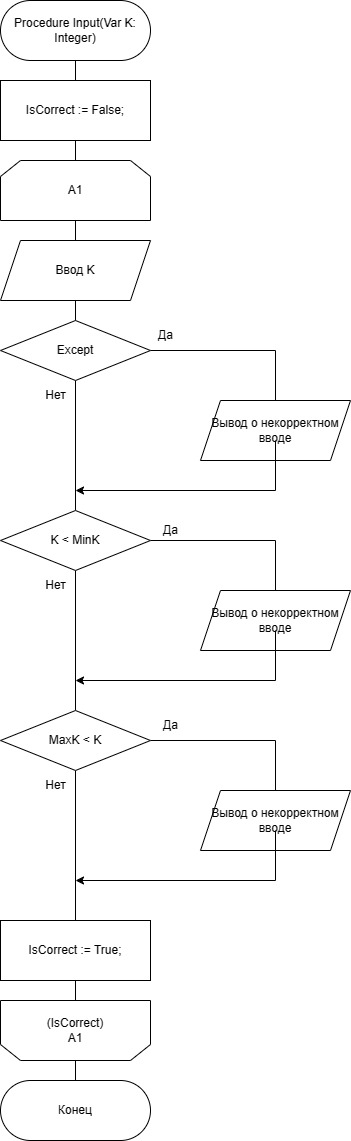 Procedure Input(Var K:
Integer)
IsCorrect := False;
A1
Ввод K
Except
Да
Нет
Вывод о некорректном
вводе
K < MinK
Да
Нет
Вывод о некорректном
вводе
MaxK < K
Да
Нет
Вывод о некорректном
вводе
IsCorrect := True;
(IsCorrect)
A1
Конец